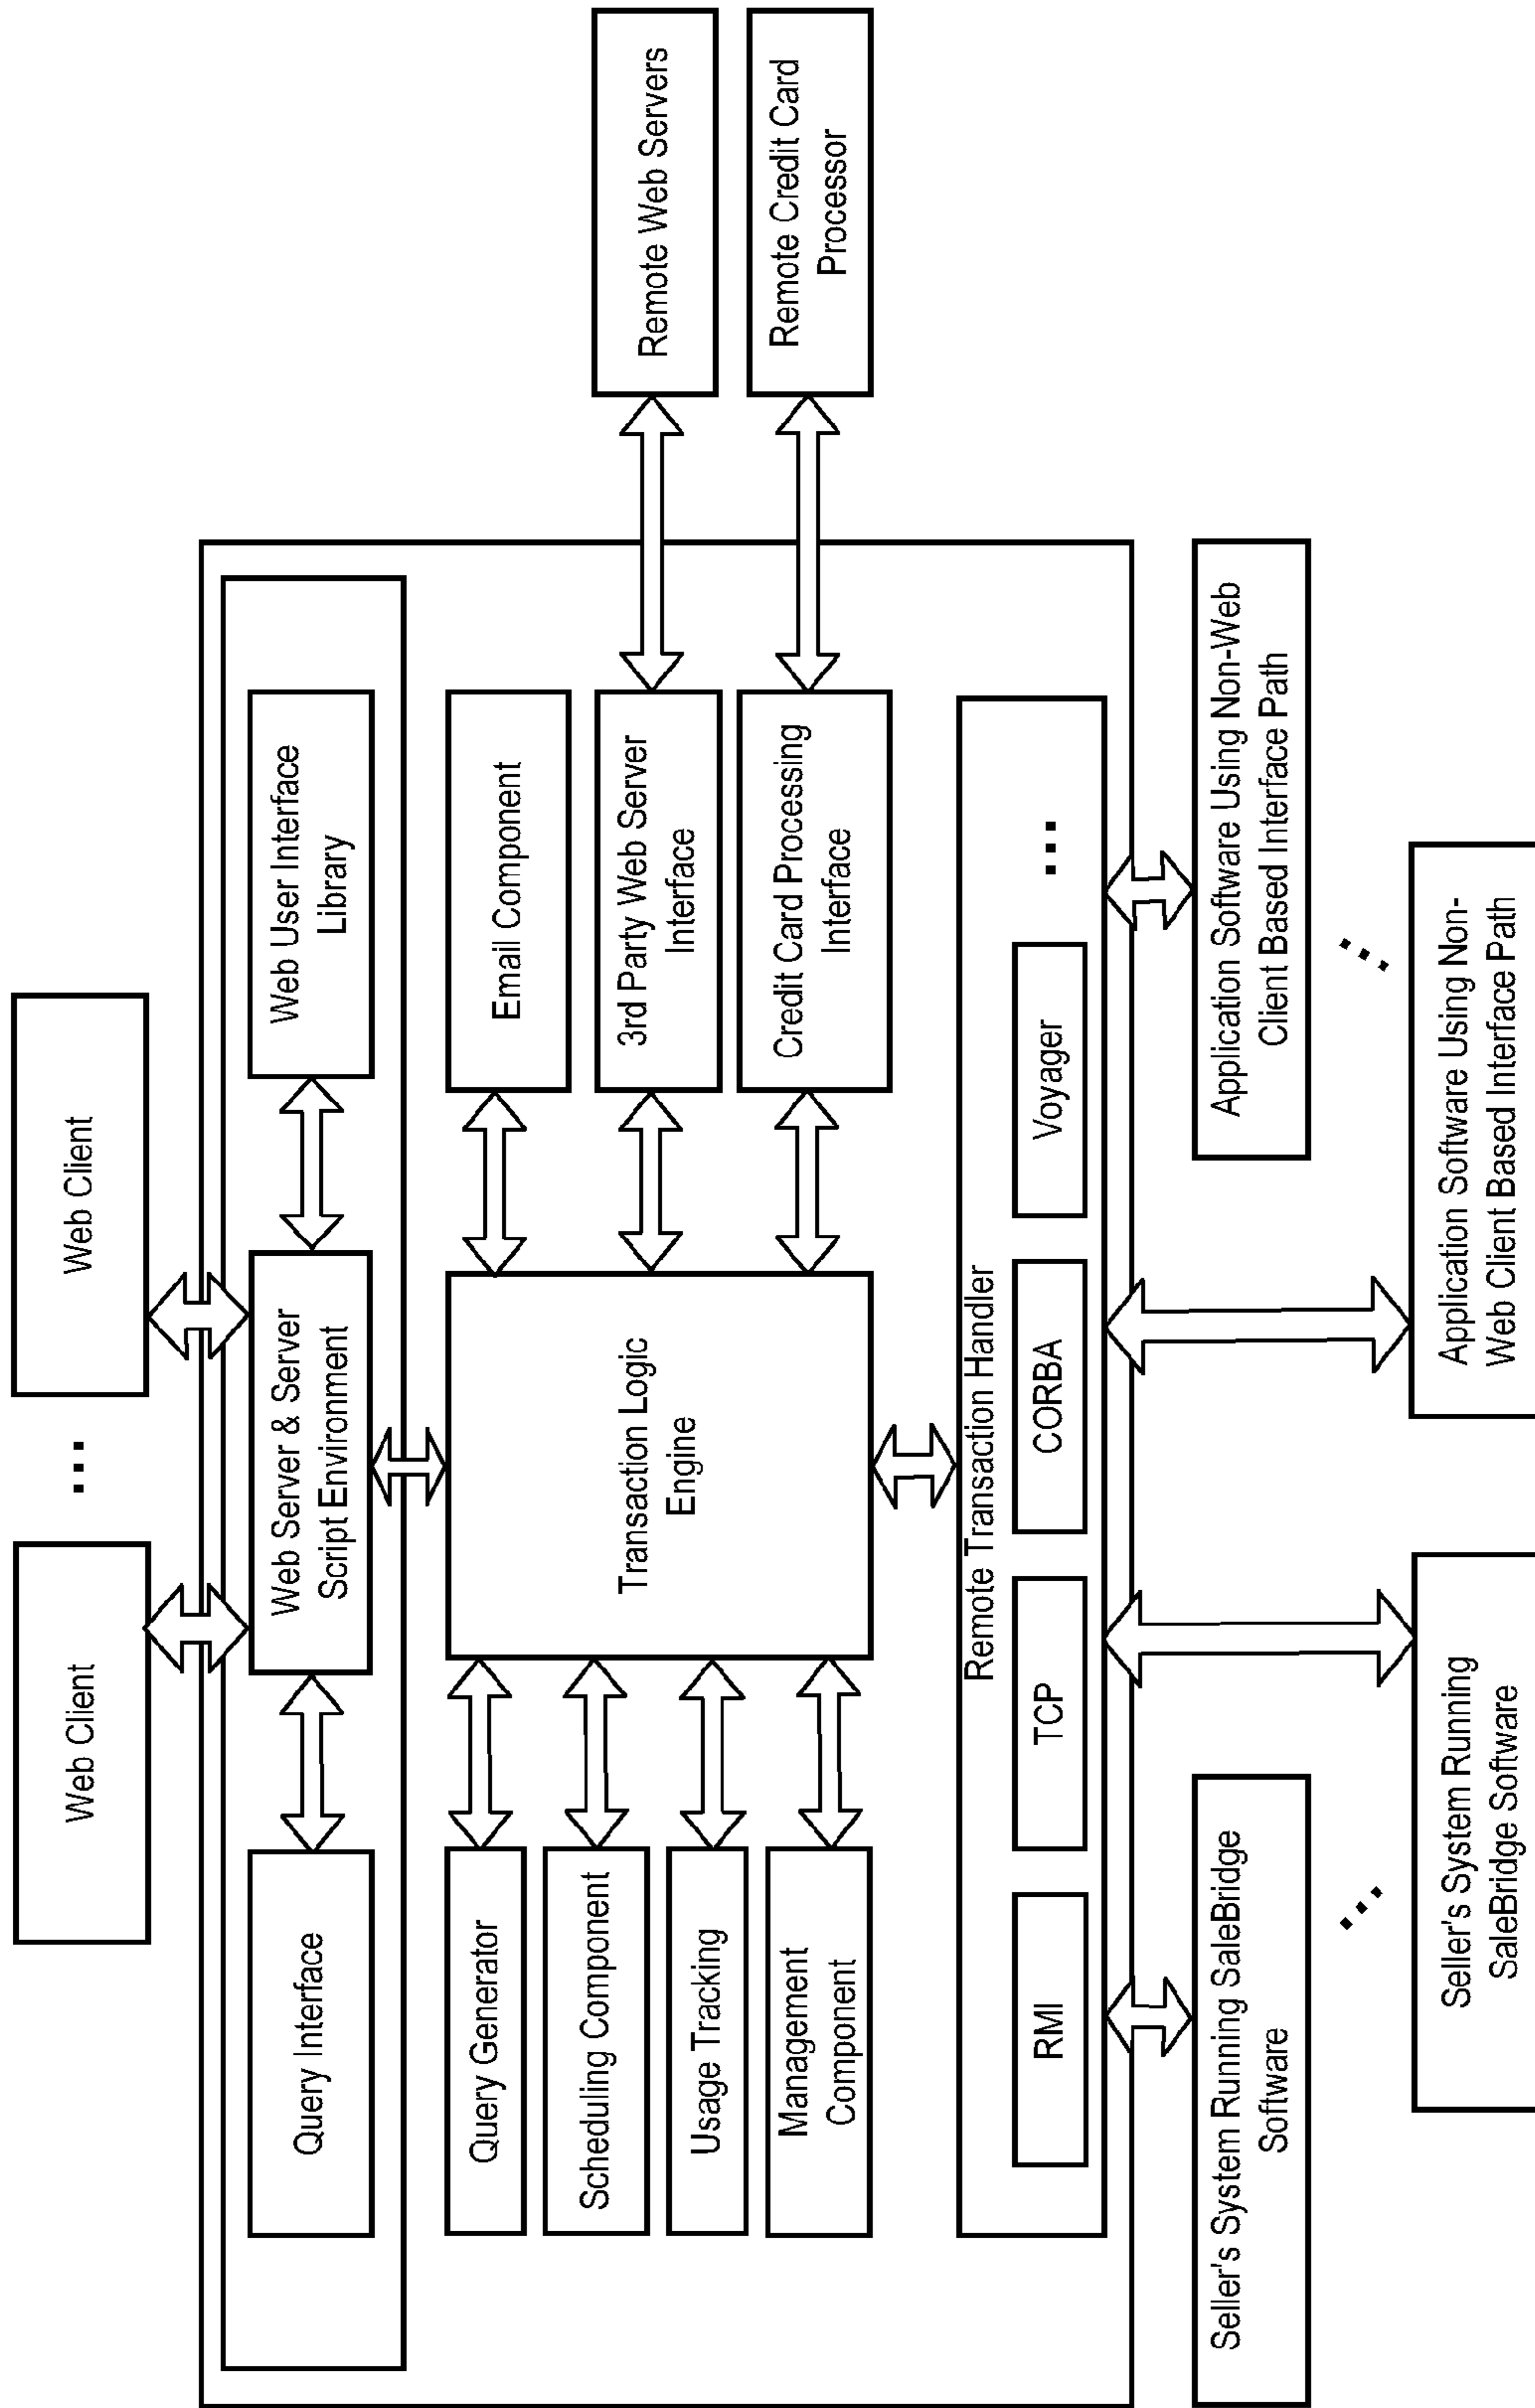 Web Client
...
Web Client
Query Interface
Web Server & Server
Script Environment
Web User Interface
Library
Query Generator
Scheduling Component
Usage Tracking
Management
Component
Transaction Logic
Engine
Email Component
3rd Party Web Server
Interface
Credit Card Processing
Interface
Remote Web Servers
Remote Credit Card
Processor
Remote Transaction Handler
RMI
TCP
CORBA
Voyager
...
Seller's System Running SaleBridge
Software
...
Seller's System Running
SaleBridge Software
Application Software Using Non-Web
Client Based Interface Path
...
Application Software Using Non-
Web Client Based Interface Path